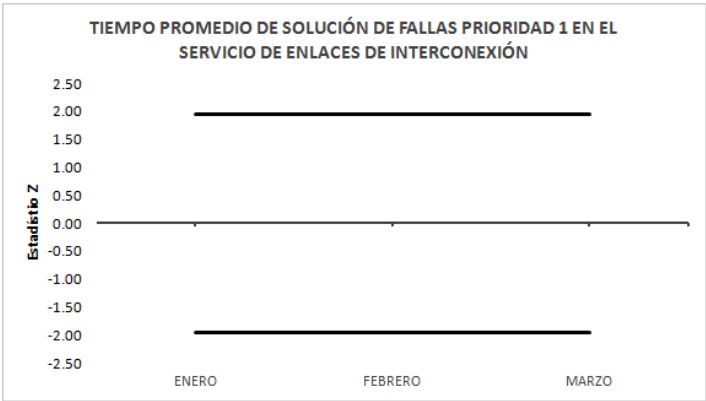 TIEMPO PROMEDIO DE SOLUCIÓN DE FALLAS PRIORIDAD 1 EN EL
SERVICIO DE ENLACES DE INTERCONEXIÓN
Estadístio Z
2.50
2.00
1.50
1.00
0.50
0.00
-0.50
-1.00
-1.50
-2.00
-2.50
ENERO FEBRERO MARZO